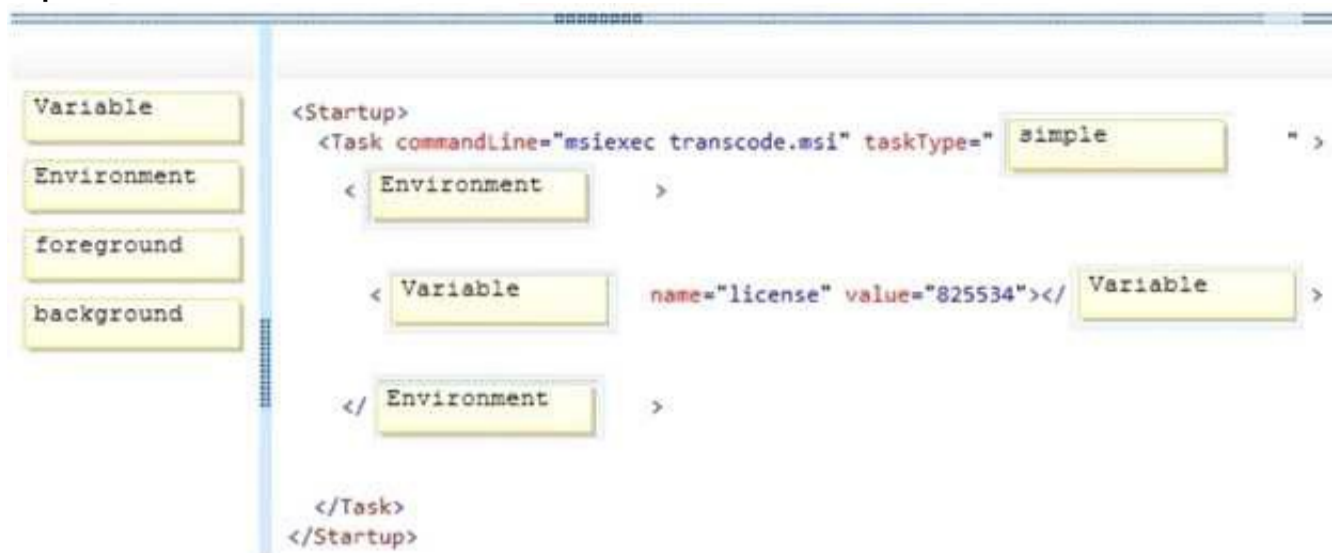 Variable
Environment
foreground
background
<Startup>
<Task commandLine="msiexec transcode.msi" taskType=" simple " >
< Environment >
< Variable name="license" value="825534"></ Variable >
</ Environment >
</Task>
</Startup>